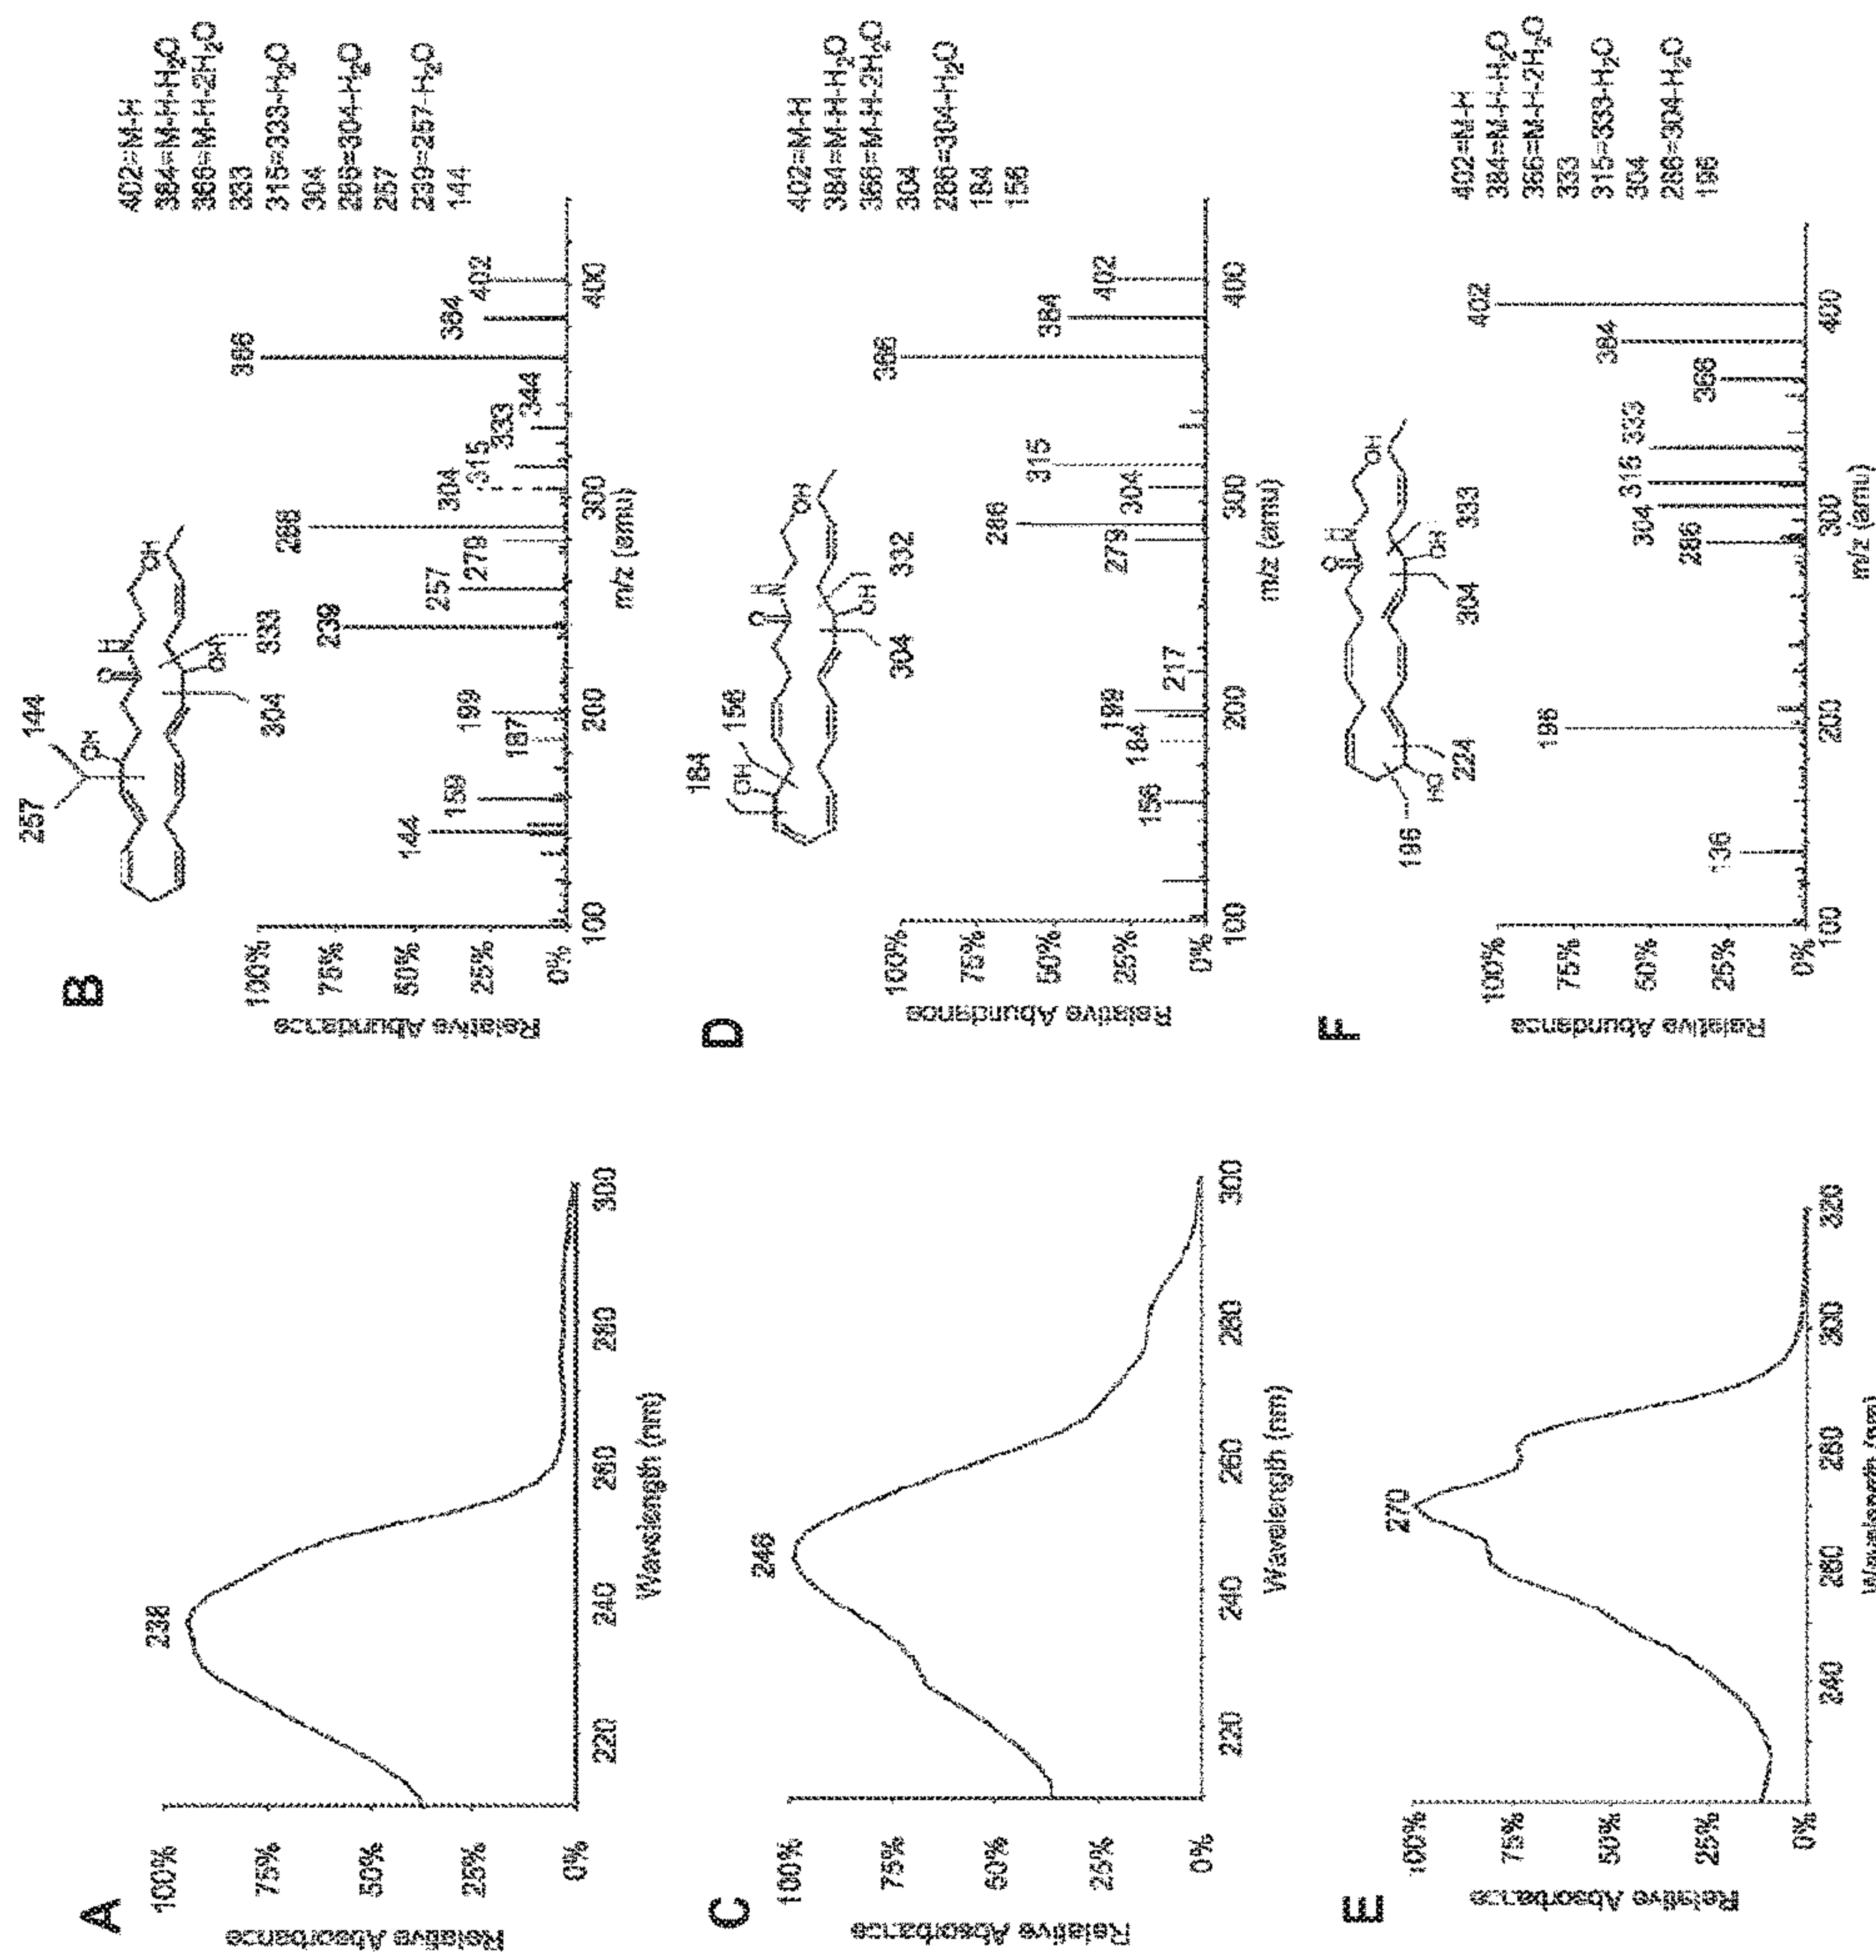 A
100%
75%
50%
25%
0%
Relative Absorbance
238
220
240
260
280
300
Wavelength (nm)
B
100%
75%
50%
25%
0%
Relative Abundance
257
144
OH
O
H
N
OH
OH
304
333
144
159
187
199
239
257
279
286
304
315
333
344
366
384
402
100
200
300
400
m/z (amu)
402=M-H
384=M-H-H₂O
366=M-H-2H₂O
333
315=333-H₂O
304
286=304-H₂O
257
239=257-H₂O
144
C
100%
75%
50%
25%
0%
Relative Absorbance
246
220
240
260
280
300
Wavelength (nm)
D
100%
75%
50%
25%
0%
Relative Abundance
184
156
OH
O
H
N
OH
OH
304
332
156
184
199
217
279
286
304
315
366
384
402
100
200
300
400
m/z (amu)
402=M-H
384=M-H-H₂O
366=M-H-2H₂O
304
286=304-H₂O
184
156
E
100%
75%
50%
25%
0%
Relative Absorbance
270
240
260
280
300
320
Wavelength (nm)
F
100%
75%
50%
25%
0%
Relative Abundance
O
H
N
OH
OH
HO
196
224
304
333
136
196
286
304
315
333
366
384
402
100
200
300
400
m/z (amu)
402=M-H
384=M-H-H₂O
366=M-H-2H₂O
333
315=333-H₂O
304
286=304-H₂O
196